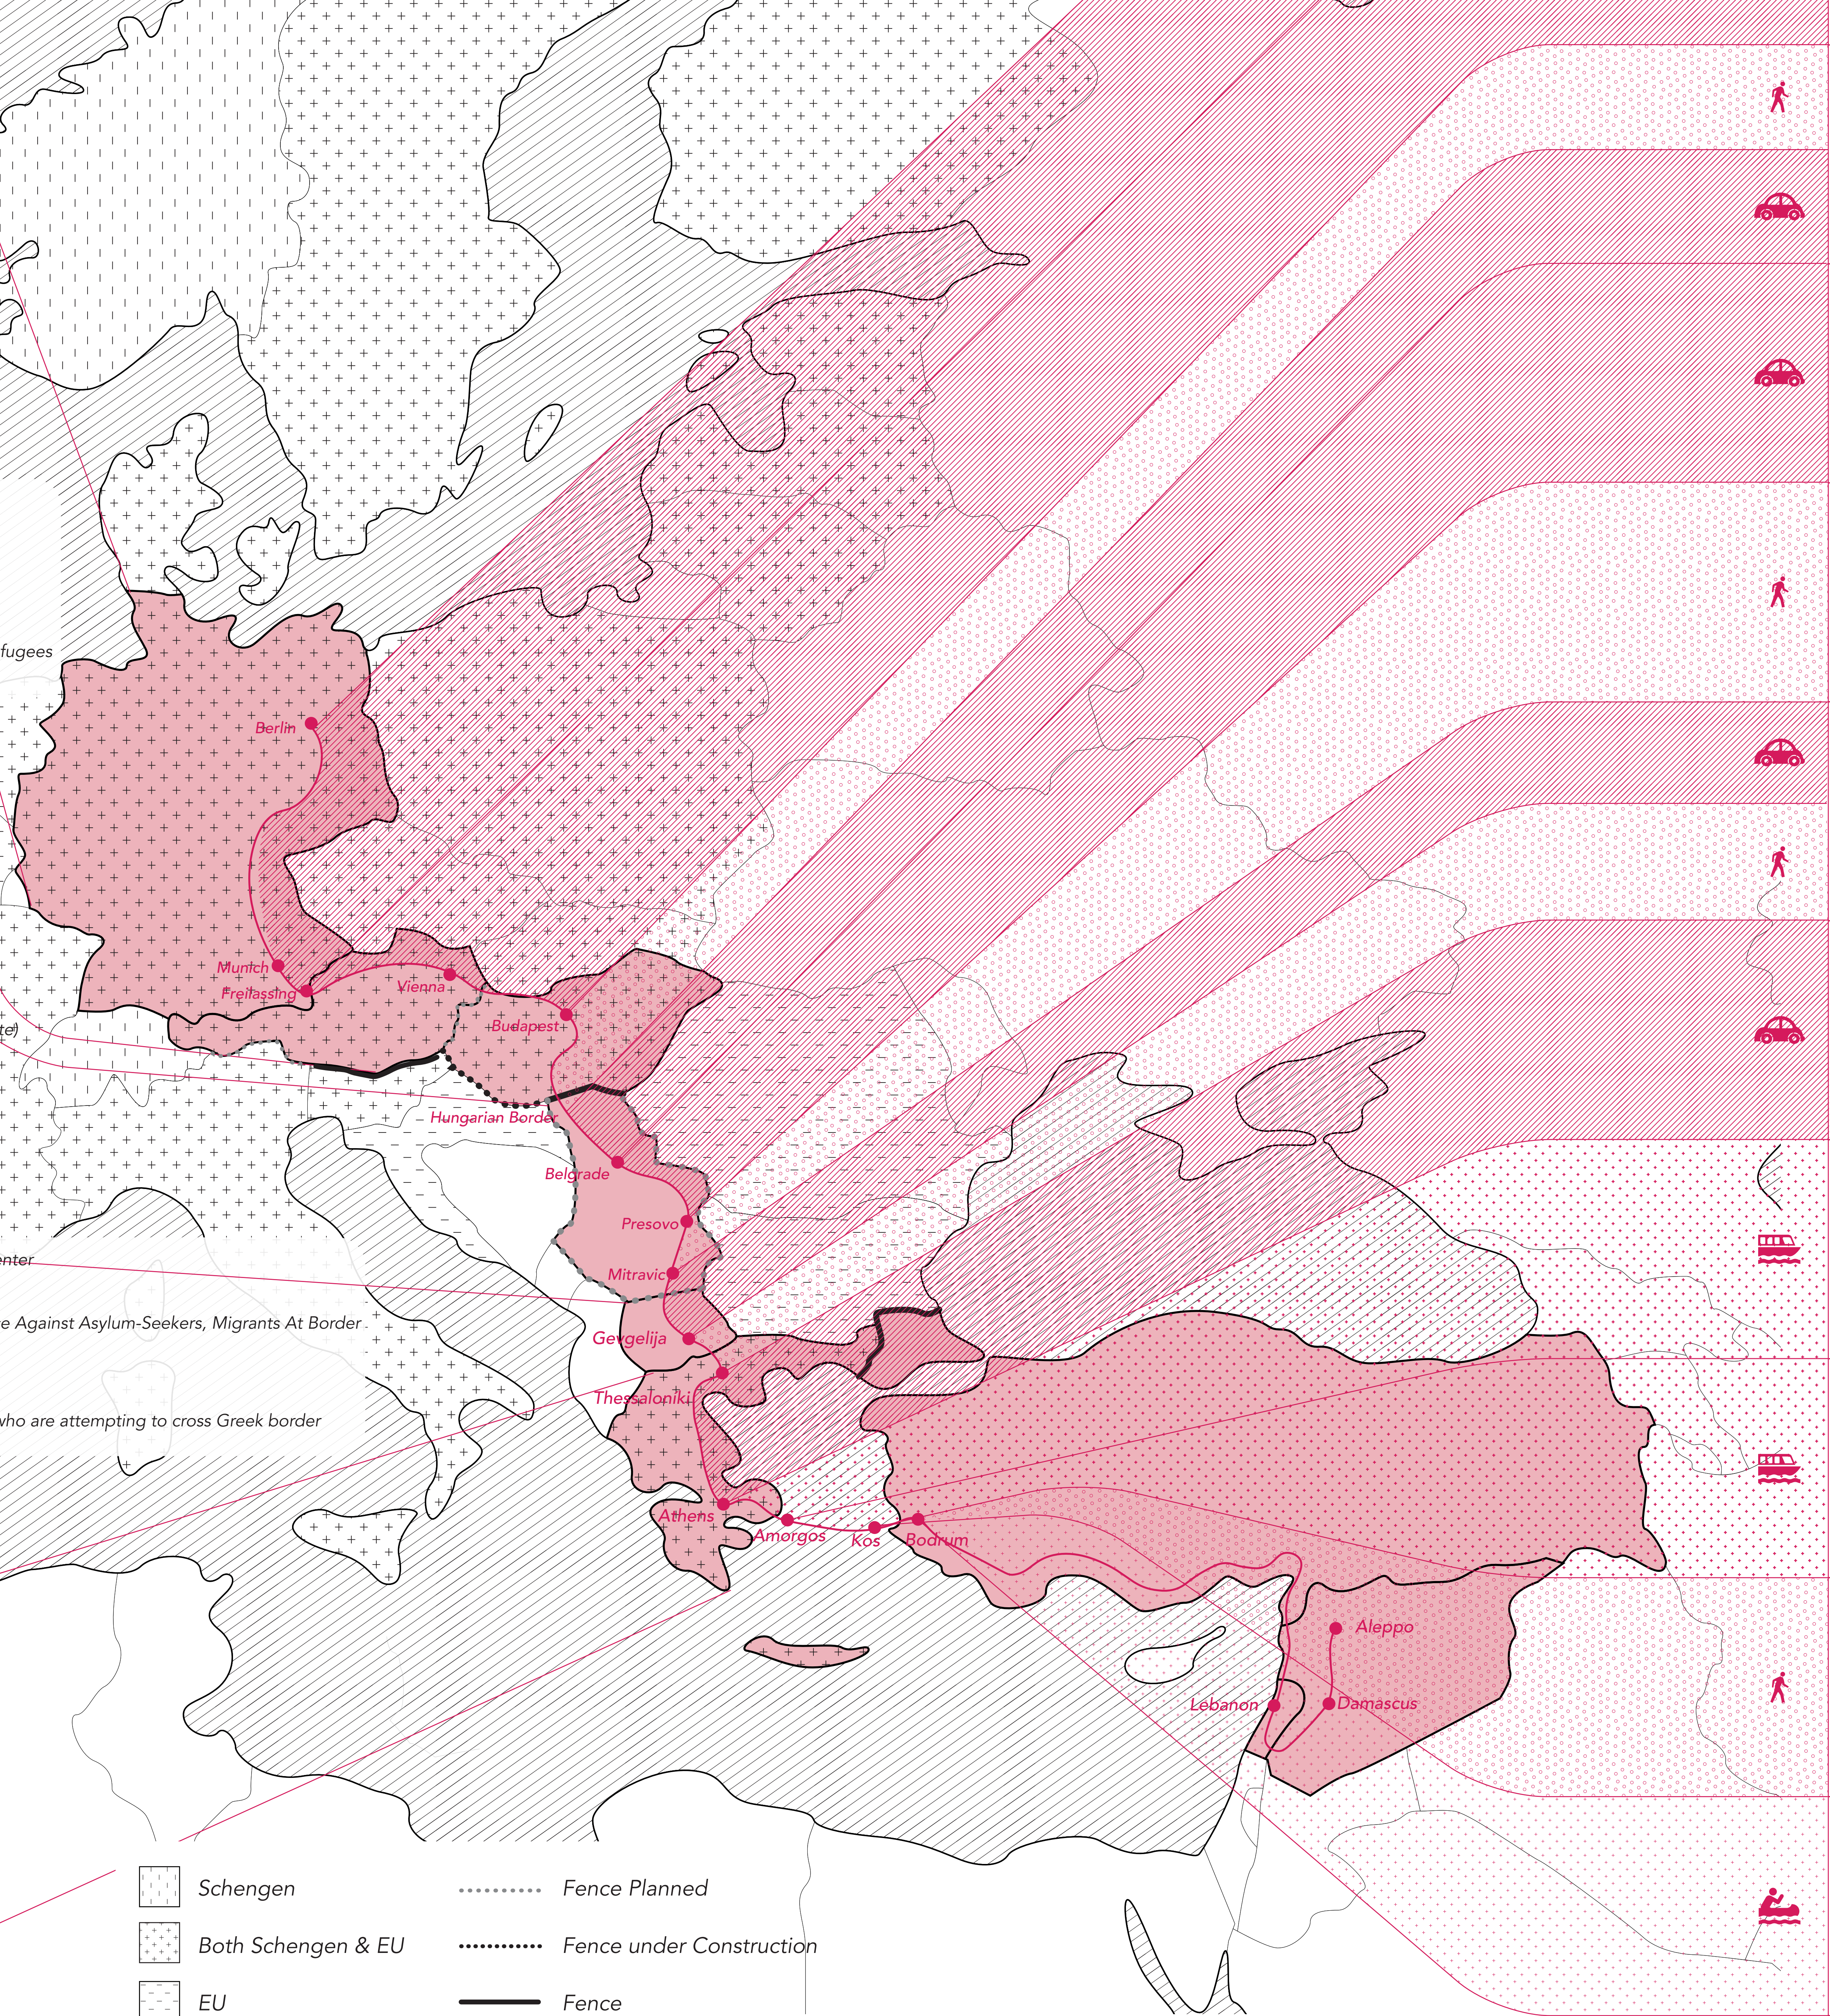 fugees
Berlin
Munich
Freilassing
Vienna
Budapest
te)
Hungarian Border
Belgrade
Presovo
enter
Mitravic
e Against Asylum-Seekers, Migrants At Border
Gevgelija
Thessaloniki
who are attempting to cross Greek border
Athens
Amorgos
Kos
Bodrum
Aleppo
Lebanon
Damascus
Schengen
Fence Planned
Both Schengen & EU
Fence under Construction
EU
Fence